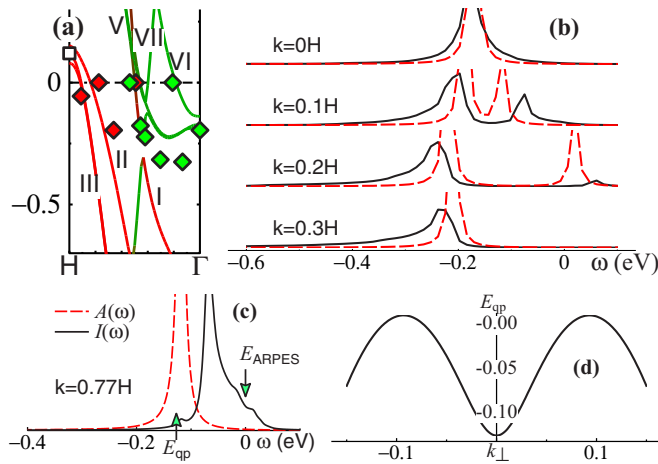 (a)
V
VII
VI
0
II
III
I
−0.5
H
Γ
(b)
k=0H
k=0.1H
k=0.2H
k=0.3H
−0.6
−0.4
−0.2
0
ω (eV)
(c)
A(ω)
I(ω)
k=0.77H
E_ARPES
E_qp
−0.4
−0.2
0
ω (eV)
E_qp
-0.00
-0.05
-0.10
(d)
-0.1
k⊥
0.1